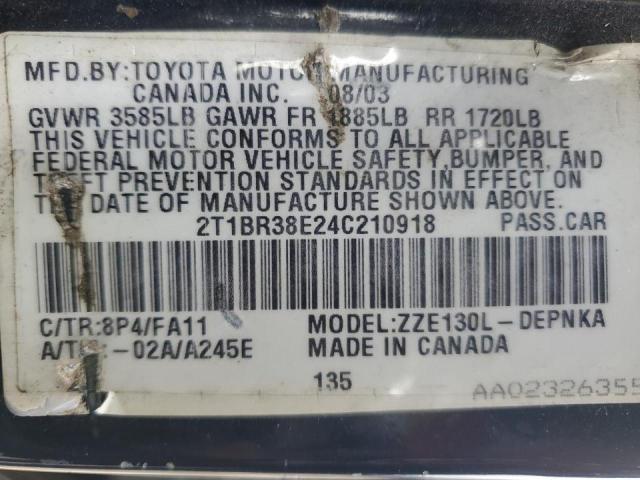 MFD.BY:TOYOTA MOTOR MANUFACTURING
CANADA INC. 08/03
GVWR 3585LB GAWR FR 1885LB RR 1720LB
THIS VEHICLE CONFORMS TO ALL APPLICABLE
FEDERAL MOTOR VEHICLE SAFETY,BUMPER, AND
THEFT PREVENTION STANDARDS IN EFFECT ON
THE DATE OF MANUFACTURE SHOWN ABOVE.
2T1BR38E24C210918 PASS.CAR
C/TR:8P4/FA11 MODEL:ZZE130L-DEPNKA
-02A/A245E MADE IN CANADA
135 AA02326355